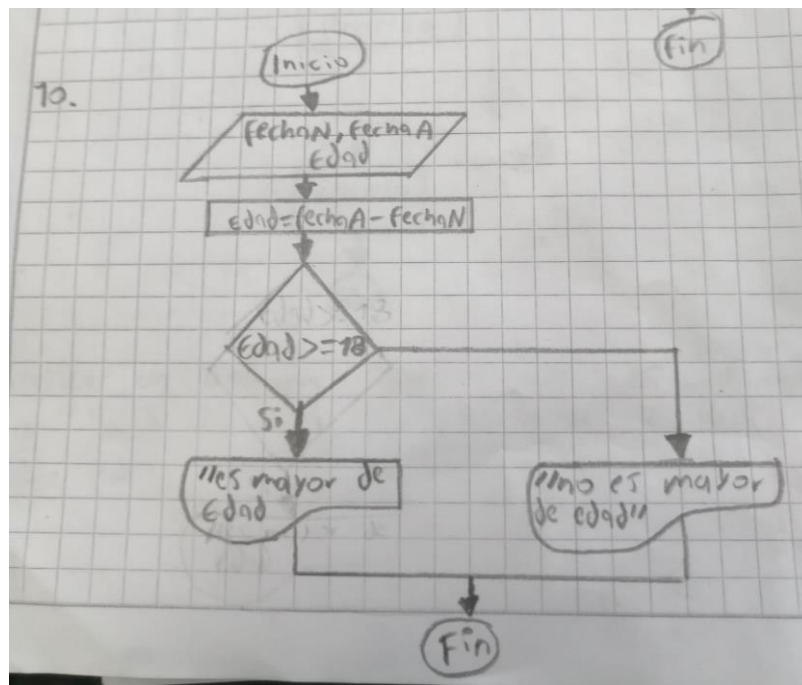 Fin
Inicio
10.
FechaN, FechaA
Edad
Edad=fechaA-FechaN
Edad>=18
Si
"es mayor de
Edad
"no es mayor
de edad"
Fin